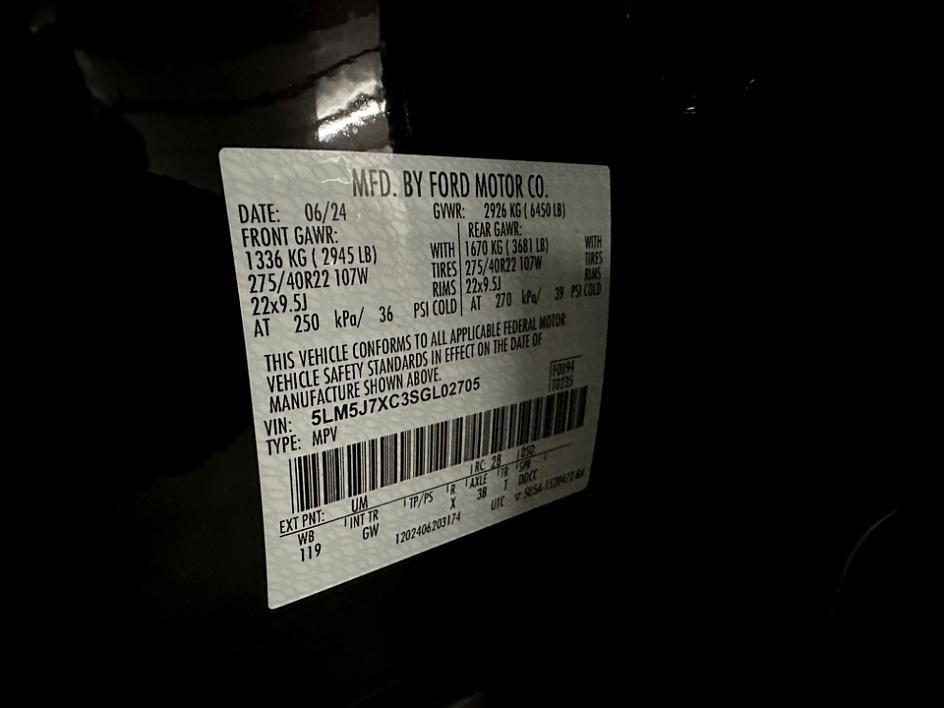 MFD. BY FORD MOTOR CO.
DATE: 06/24 GVWR: 2926 KG ( 6450 LB)
FRONT GAWR: REAR GAWR:
1336 KG ( 2945 LB) WITH 1670 KG ( 3681 LB) WITH
275/40R22 107W TIRES 275/40R22 107W TIRES
22x9.5J RIMS 22x9.5J RIMS
AT 250 kPa/ 36 PSI COLD AT 270 kPa/ 39 PSI COLD
THIS VEHICLE CONFORMS TO ALL APPLICABLE FEDERAL MOTOR
VEHICLE SAFETY STANDARDS IN EFFECT ON THE DATE OF
MANUFACTURE SHOWN ABOVE.
VIN: 5LM5J7XC3SGL02705
TYPE: MPV
F0094
T0235
EXT PNT: UM RC: 28 DSO:
WB INT TR TP/PS R AXLE TR SPR
119 GW X 3B T DDCC
1202406203174 UTC